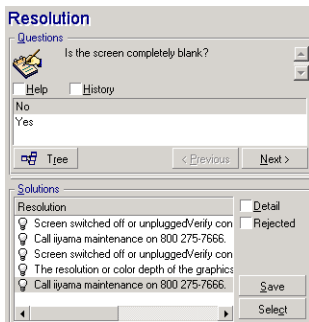 Resolution
Questions
Is the screen completely blank?
Help History
No
Yes
Tree < Previous Next >
Solutions
Resolution Detail
Screen switched off or unpluggedVerify con Rejected
Call iiyama maintenance on 800 275-7666.
Screen switched off or unpluggedVerify con
The resolution or color depth of the graphics
Call iiyama maintenance on 800 275-7666. Save
Select